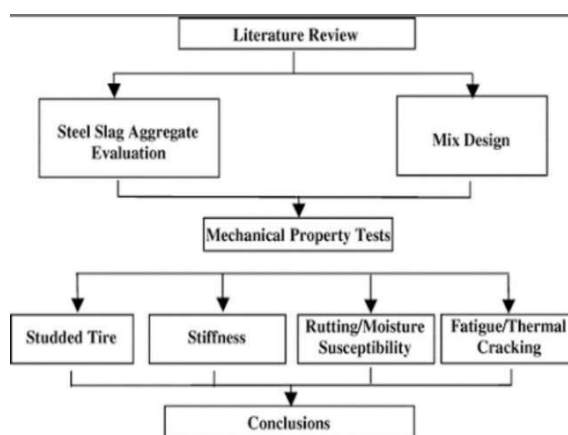 Literature Review
Steel Slag Aggregate
Evaluation
Mix Design
Mechanical Property Tests
Studded Tire
Stiffness
Rutting/Moisture
Susceptibility
Fatigue/Thermal
Cracking
Conclusions